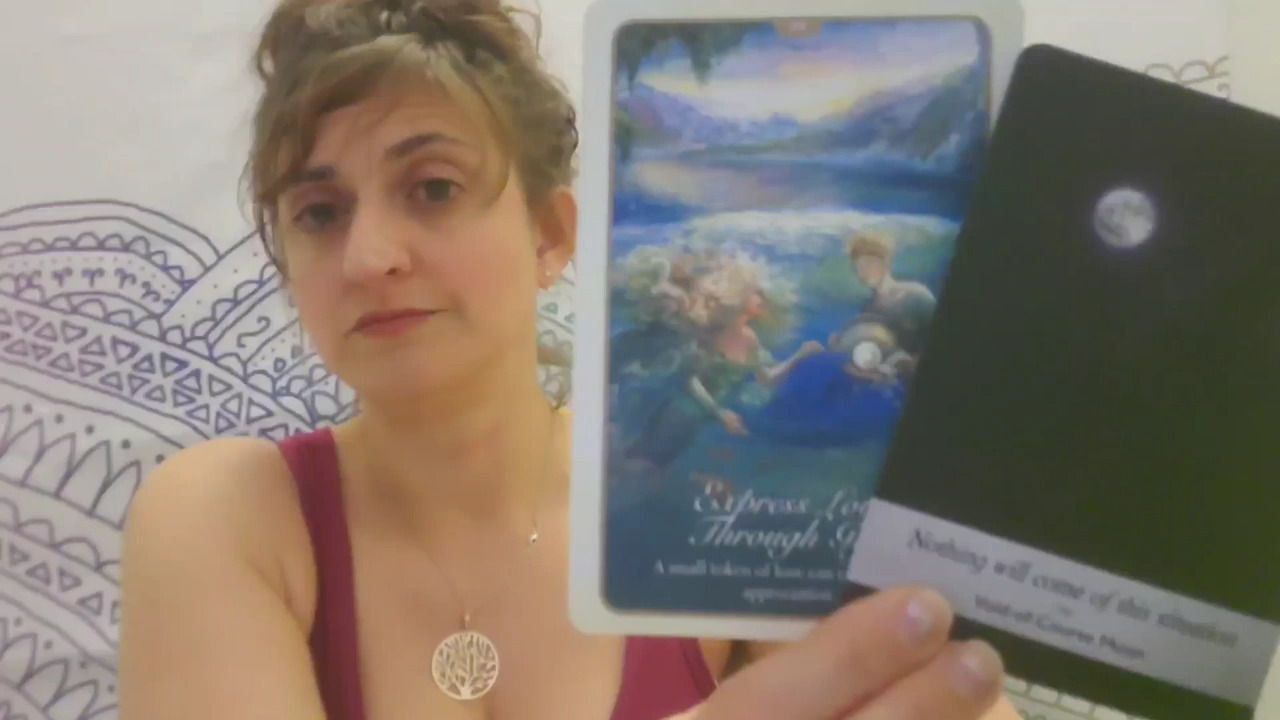 Express
Through
A small token of love can
appreciation
Nothing will come of this situation
Void-of-Course Moon